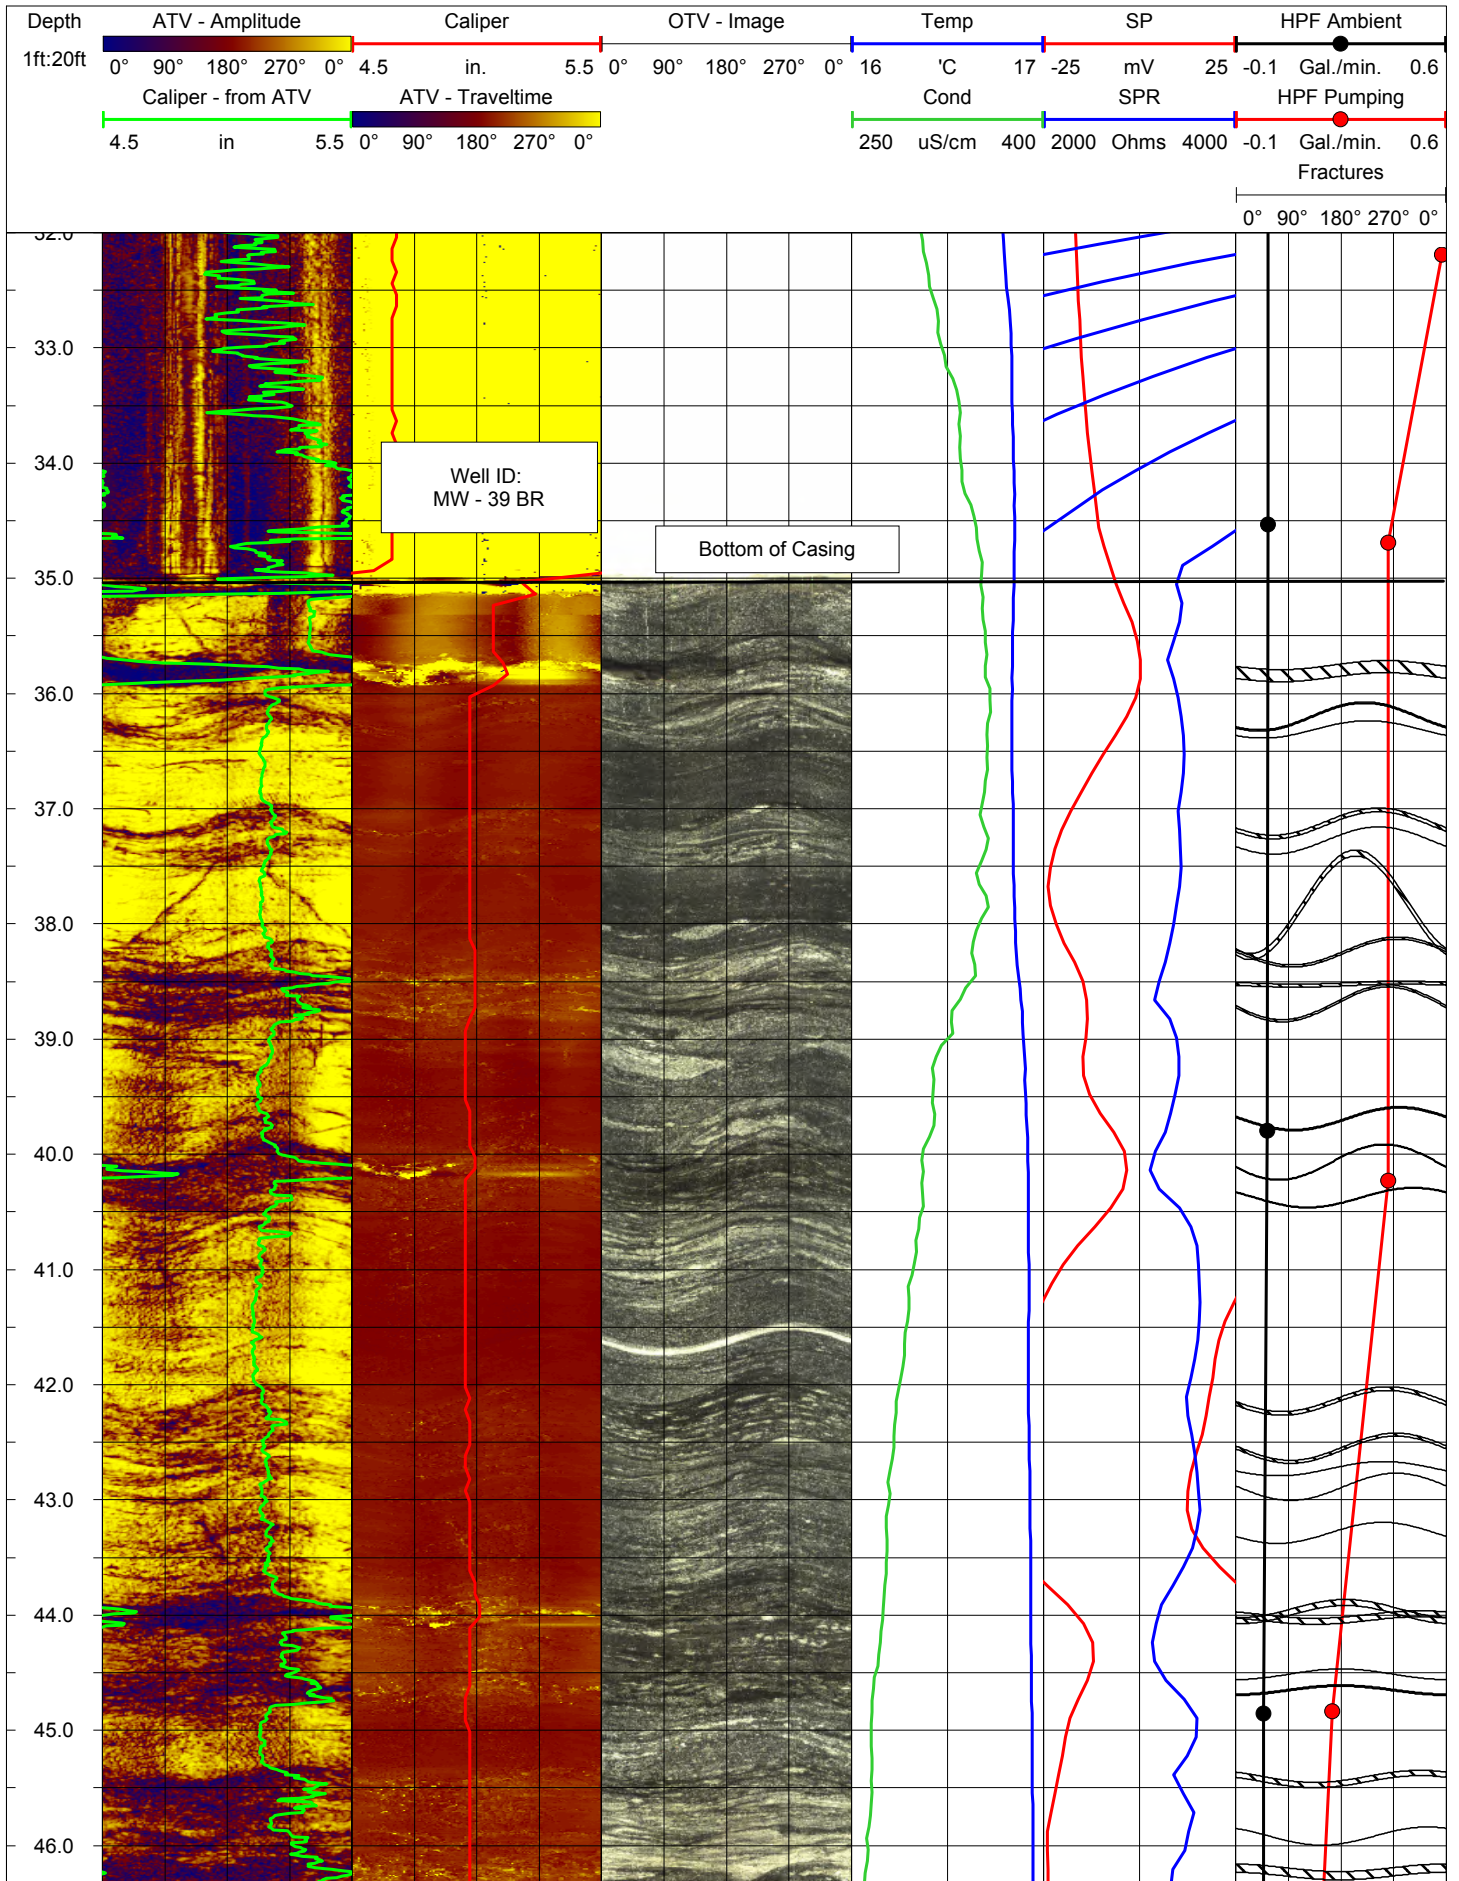 Depth ATV - Amplitude Caliper OTV - Image Temp SP HPF Ambient
1ft:20ft 0° 90° 180° 270° 0° 4.5 in. 5.5 0° 90° 180° 270° 0° 16 'C 17 -25 mV 25 -0.1 Gal./min. 0.6
Caliper - from ATV ATV - Traveltime Cond SPR HPF Pumping
4.5 in 5.5 0° 90° 180° 270° 0° 250 uS/cm 400 2000 Ohms 4000 -0.1 Gal./min. 0.6
Fractures
0° 90° 180° 270° 0°
32.0
33.0
34.0
Well ID:
MW - 39 BR
Bottom of Casing
35.0
36.0
37.0
38.0
39.0
40.0
41.0
42.0
43.0
44.0
45.0
46.0